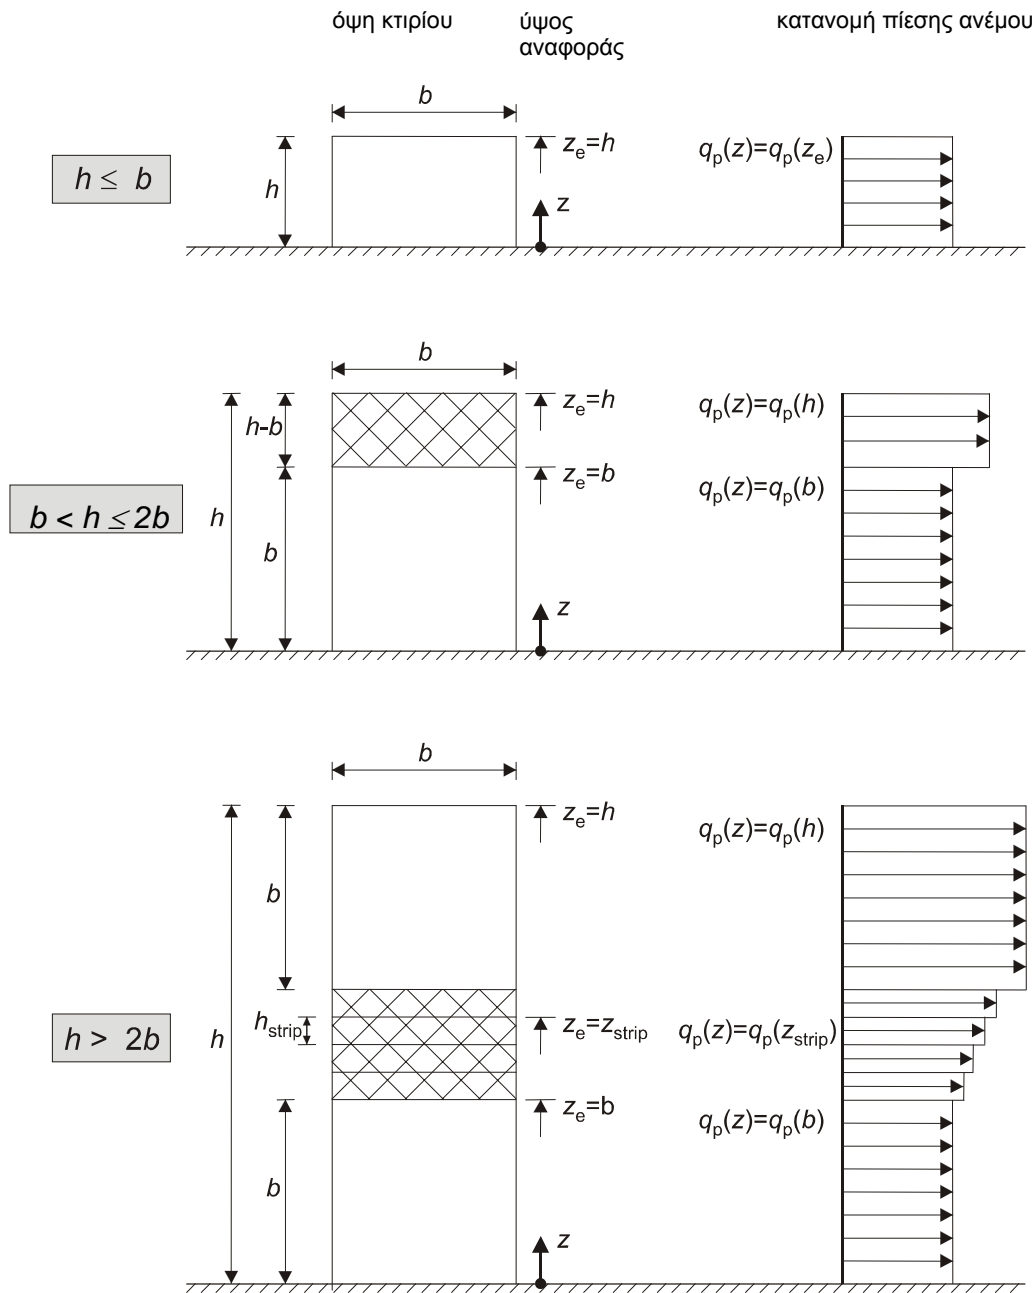 όψη κτιρίου
ύψος
αναφοράς
κατανομή πίεσης ανέμου
b
h ≤ b
h
z_e=h
z
q_p(z)=q_p(z_e)
b
b < h ≤ 2b
h
h-b
b
z_e=h
z_e=b
z
q_p(z)=q_p(h)
q_p(z)=q_p(b)
b
h > 2b
h
b
h_strip
b
z_e=h
z_e=z_strip
z_e=b
z
q_p(z)=q_p(h)
q_p(z)=q_p(z_strip)
q_p(z)=q_p(b)